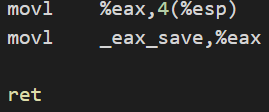 movl %eax,4(%esp)
movl _eax_save,%eax
ret